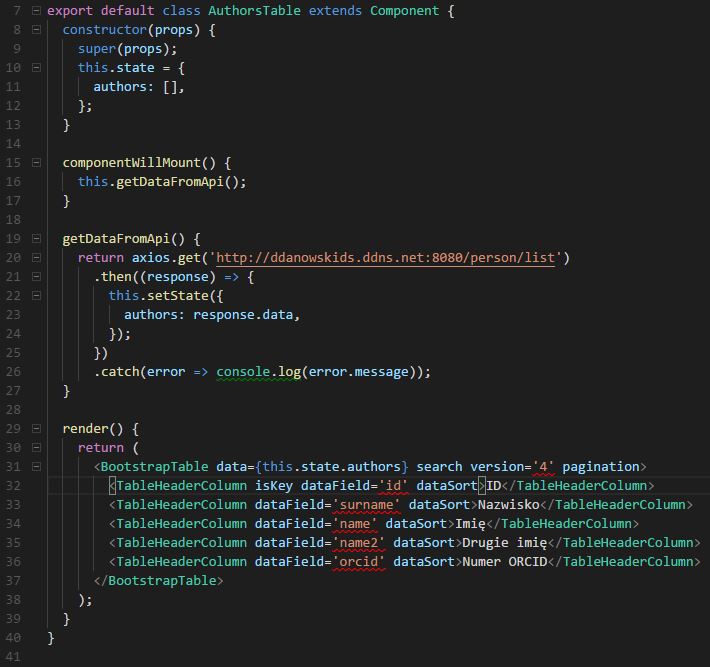 7 export default class AuthorsTable extends Component {
8 constructor(props) {
9 super(props);
10 this.state = {
11 authors: [],
12 };
13 }
14
15 componentWillMount() {
16 this.getDataFromApi();
17 }
18
19 getDataFromApi() {
20 return axios.get('http://ddanowskids.ddns.net:8080/person/list')
21 .then((response) => {
22 this.setState({
23 authors: response.data,
24 });
25 })
26 .catch(error => console.log(error.message));
27 }
28
29 render() {
30 return (
31 <BootstrapTable data={this.state.authors} search version='4' pagination>
32 <TableHeaderColumn isKey dataField='id' dataSort>ID</TableHeaderColumn>
33 <TableHeaderColumn dataField='surname' dataSort>Nazwisko</TableHeaderColumn>
34 <TableHeaderColumn dataField='name' dataSort>Imię</TableHeaderColumn>
35 <TableHeaderColumn dataField='name2' dataSort>Drugie imię</TableHeaderColumn>
36 <TableHeaderColumn dataField='orcid' dataSort>Numer ORCID</TableHeaderColumn>
37 </BootstrapTable>
38 );
39 }
40 }
41